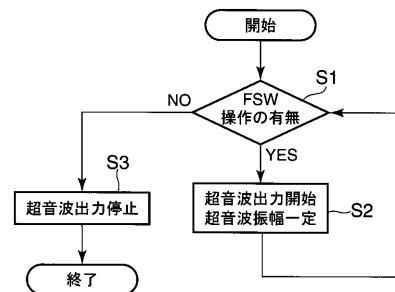 開始
S1
FSW
操作の有無
NO
YES
S3
超音波出力停止
超音波出力開始
超音波振幅一定
S2
終了